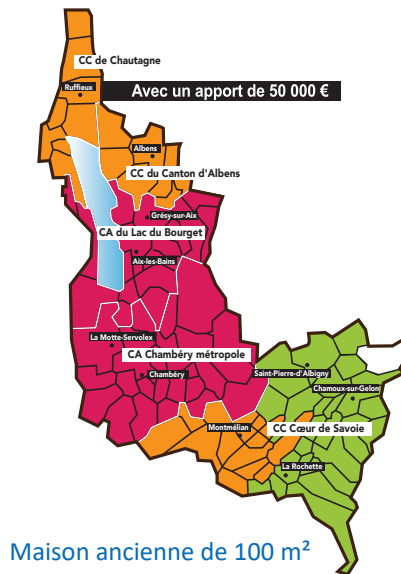 CC de Chautagne
Ruffieux
Avec un apport de 50 000 €
Albens
CC du Canton d'Albens
Grésy-sur-Aix
CA du Lac du Bourget
Aix-les-Bains
La Motte-Servolex
CA Chambéry métropole
Chambéry
Saint-Pierre-d'Albigny
Chamoux-sur-Gelon
Montmélian
CC Cœur de Savoie
La Rochette
Maison ancienne de 100 m²